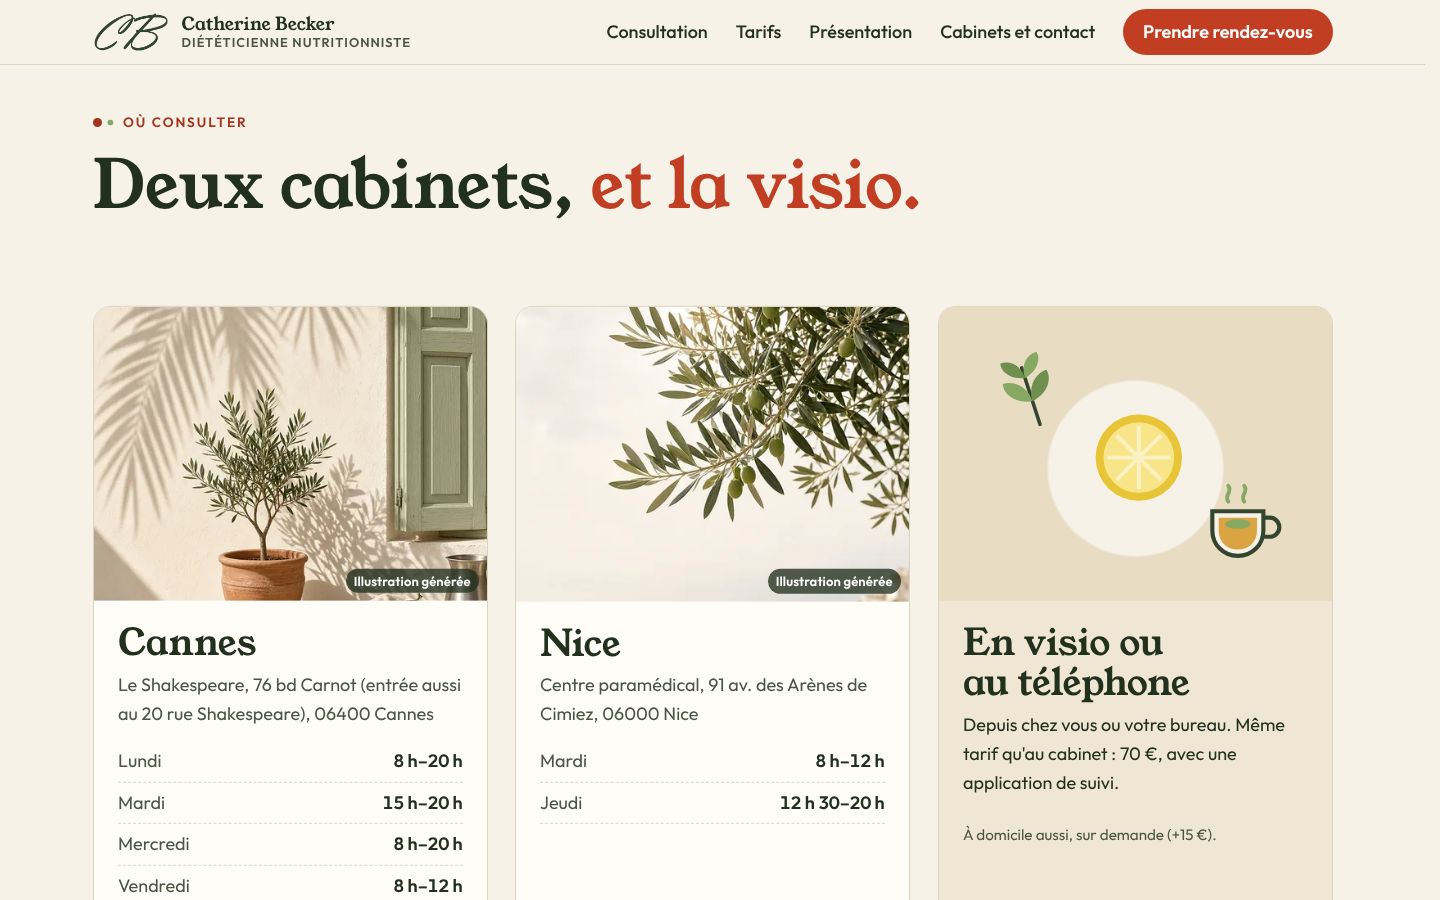 CB
Catherine Becker
DIÉTÉTICIENNE NUTRITIONNISTE
Consultation
Tarifs
Présentation
Cabinets et contact
Prendre rendez-vous
OÙ CONSULTER
Deux cabinets, et la visio.
Illustration générée
Cannes
Le Shakespeare, 76 bd Carnot (entrée aussi
au 20 rue Shakespeare), 06400 Cannes
Lundi 8 h–20 h
Mardi 15 h–20 h
Mercredi 8 h–20 h
Vendredi 8 h–12 h
Illustration générée
Nice
Centre paramédical, 91 av. des Arènes de
Cimiez, 06000 Nice
Mardi 8 h–12 h
Jeudi 12 h 30–20 h
En visio ou
au téléphone
Depuis chez vous ou votre bureau. Même
tarif qu'au cabinet : 70 €, avec une
application de suivi.
À domicile aussi, sur demande (+15 €).